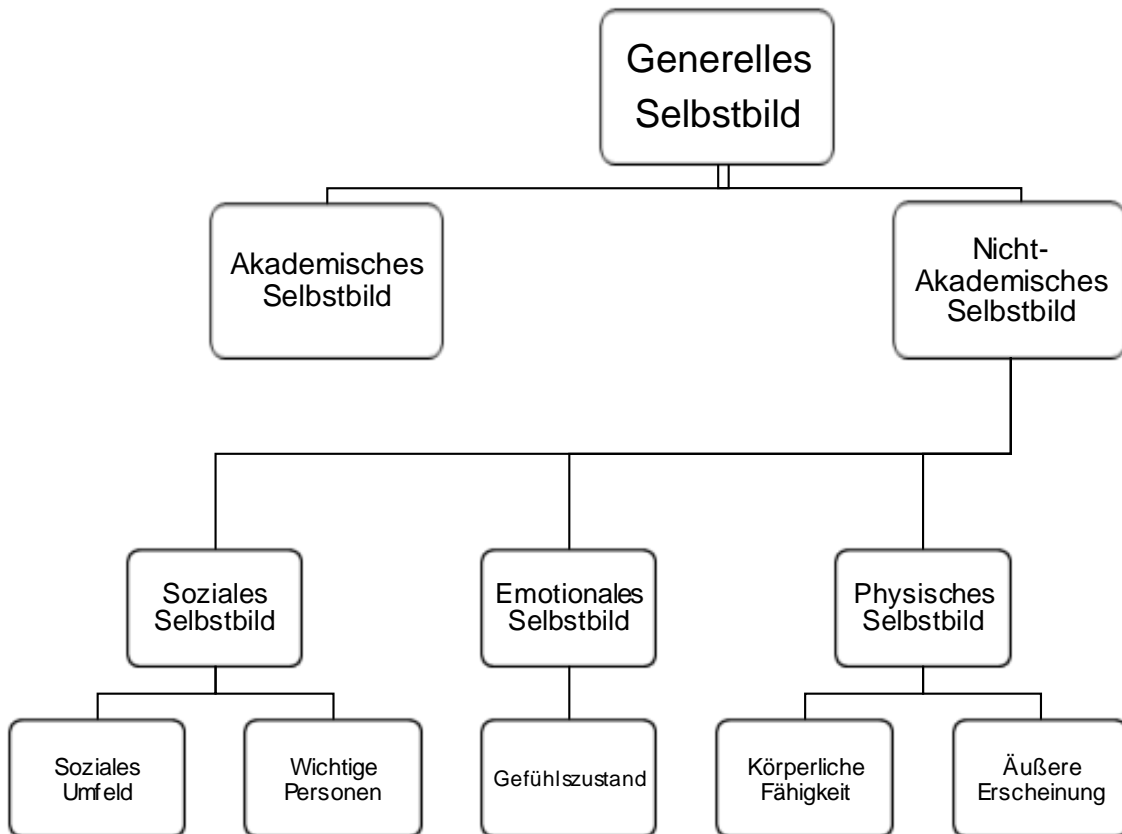 Generelles
Selbstbild
Akademisches
Selbstbild
Nicht-
Akademisches
Selbstbild
Soziales
Selbstbild
Emotionales
Selbstbild
Physisches
Selbstbild
Soziales
Umfeld
Wichtige
Personen
Gefühlszustand
Körperliche
Fähigkeit
Äußere
Erscheinung